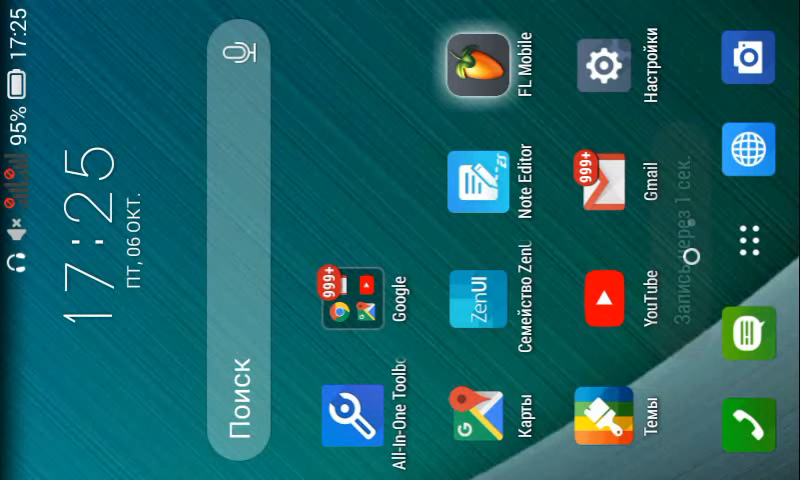 95% 17:25
17:25
ПТ, 06 ОКТ.
Поиск
999+
All-In-One Toolbo
Google
G
ZenUI
Карты
Семейство ZenU
Note Editor
FL Mobile
999+
Темы
YouTube
Gmail
Настройки
Запись через 1 сек.